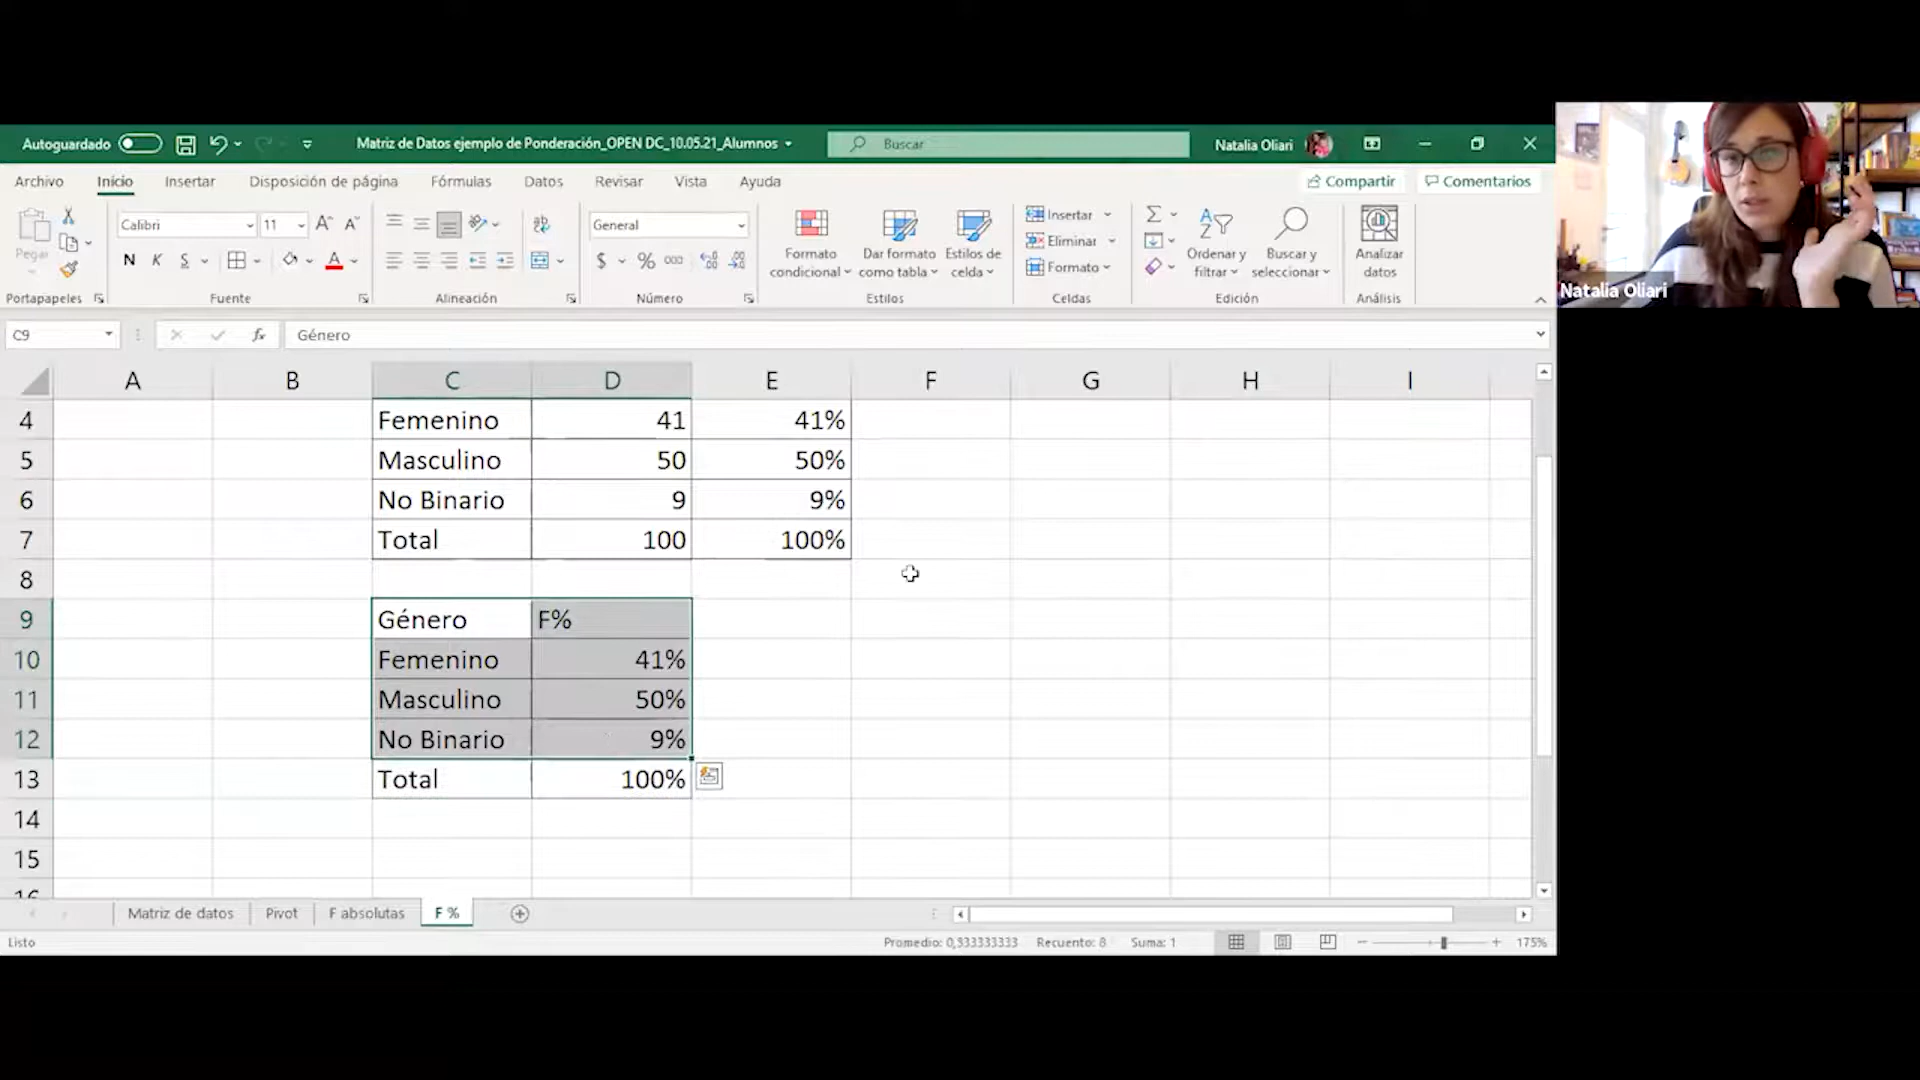 Autoguardado
Matriz de Datos ejemplo de Ponderación_OPEN DC_10.05.21_Alumnos
Buscar
Natalia Oliari
Archivo Inicio Insertar Disposición de página Fórmulas Datos Revisar Vista Ayuda
Compartir Comentarios
Pegar
Calibri 11
N K S
General
$ % 000
Formato condicional
Dar formato como tabla
Estilos de celda
Insertar
Eliminar
Formato
Ordenar y filtrar
Buscar y seleccionar
Analizar datos
Portapapeles Fuente Alineación Número Estilos Celdas Edición Análisis
Natalia Oliari
C9 fx Género
A B C D E F G H I
4 Femenino 41 41%
5 Masculino 50 50%
6 No Binario 9 9%
7 Total 100 100%
8
9 Género F%
10 Femenino 41%
11 Masculino 50%
12 No Binario 9%
13 Total 100%
14
15
16
Matriz de datos Pivot F absolutas F %
Listo Promedio: 0,333333333 Recuento: 8 Suma: 1 175%